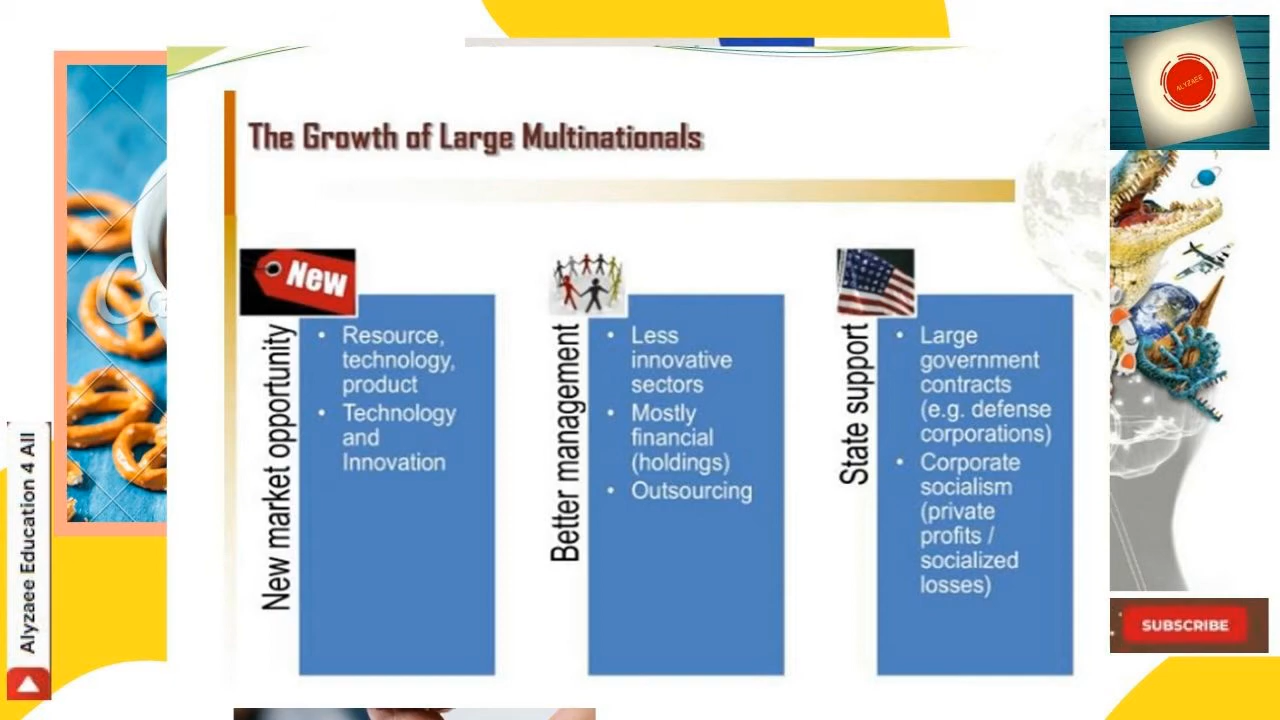 ALYZAEE
The Growth of Large Multinationals
New
New market opportunity
• Resource,
technology,
product
• Technology
and
Innovation
Better management
• Less
innovative
sectors
• Mostly
financial
(holdings)
• Outsourcing
State support
• Large
government
contracts
(e.g. defense
corporations)
• Corporate
socialism
(private
profits /
socialized
losses)
Alyzaee Education 4 All
SUBSCRIBE